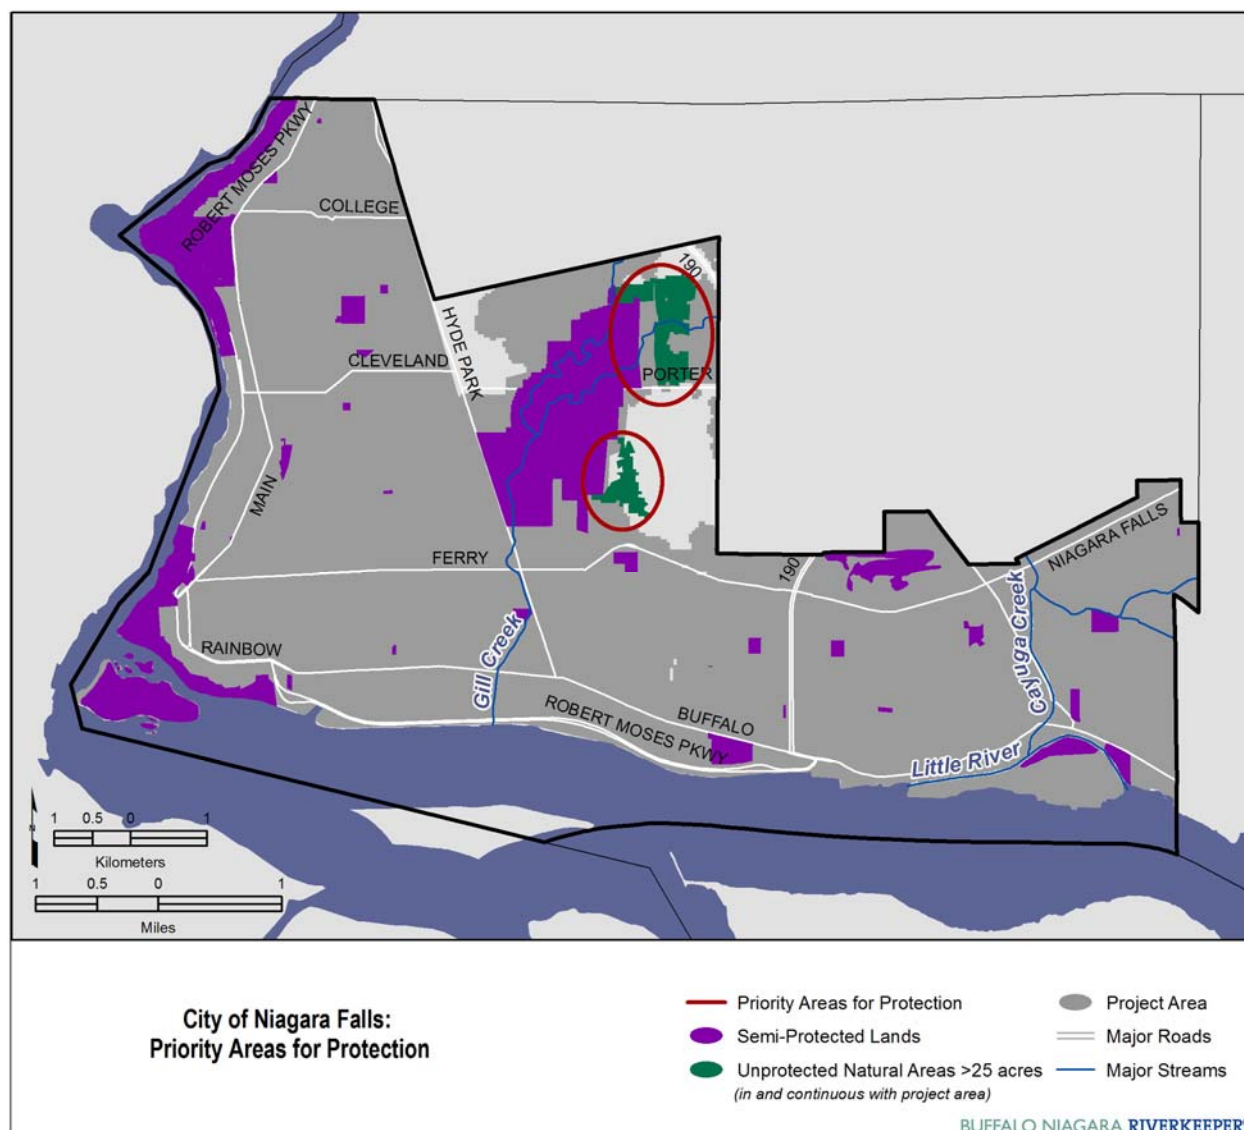 ROBERT MOSES PKWY
COLLEGE
190
HYDE PARK
CLEVELAND
PORTER
MAIN
FERRY
NIAGARA FALLS
190
Cayuga Creek
Gill Creek
RAINBOW
ROBERT MOSES PKWY
BUFFALO
Little River
N
1 0.5 0 1
Kilometers
1 0.5 0 1
Miles
City of Niagara Falls:
Priority Areas for Protection
Priority Areas for Protection
Semi-Protected Lands
Unprotected Natural Areas >25 acres
(in and continuous with project area)
Project Area
Major Roads
Major Streams
BUFFALO NIAGARA RIVERKEEPER